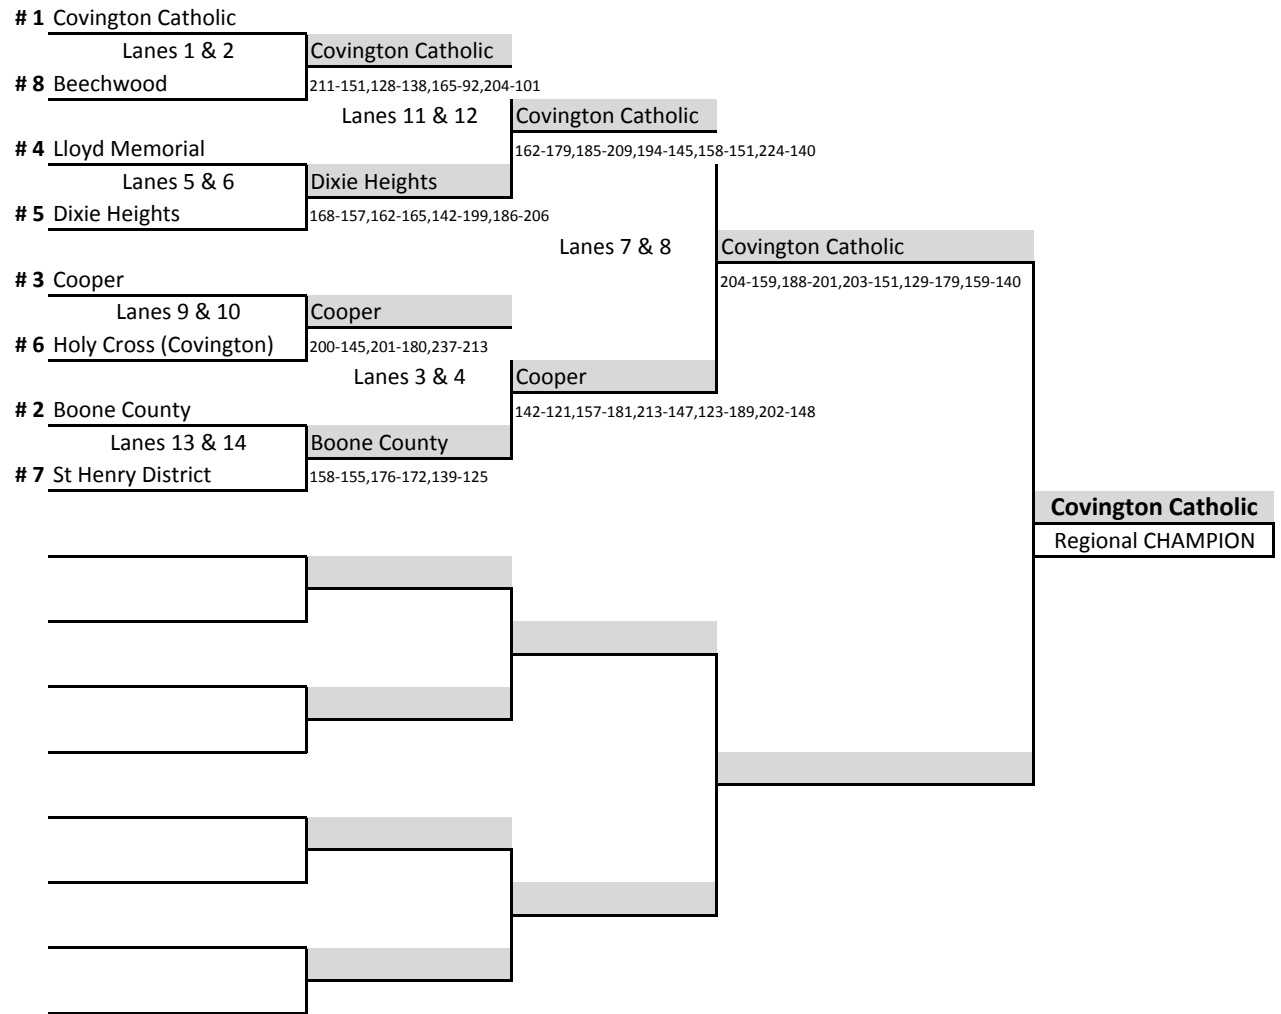 # 1 Covington Catholic
Lanes 1 & 2 Covington Catholic
# 8 Beechwood 211-151,128-138,165-92,204-101
Lanes 11 & 12 Covington Catholic
# 4 Lloyd Memorial 162-179,185-209,194-145,158-151,224-140
Lanes 5 & 6 Dixie Heights
# 5 Dixie Heights 168-157,162-165,142-199,186-206
Lanes 7 & 8 Covington Catholic
# 3 Cooper 204-159,188-201,203-151,129-179,159-140
Lanes 9 & 10 Cooper
# 6 Holy Cross (Covington) 200-145,201-180,237-213
Lanes 3 & 4 Cooper
# 2 Boone County 142-121,157-181,213-147,123-189,202-148
Lanes 13 & 14 Boone County
# 7 St Henry District 158-155,176-172,139-125
Covington Catholic
Regional CHAMPION